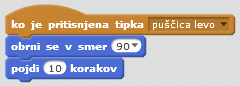 ko je pritisnjena tipka puščica levo
obrni se v smer 90
pojdi 10 korakov